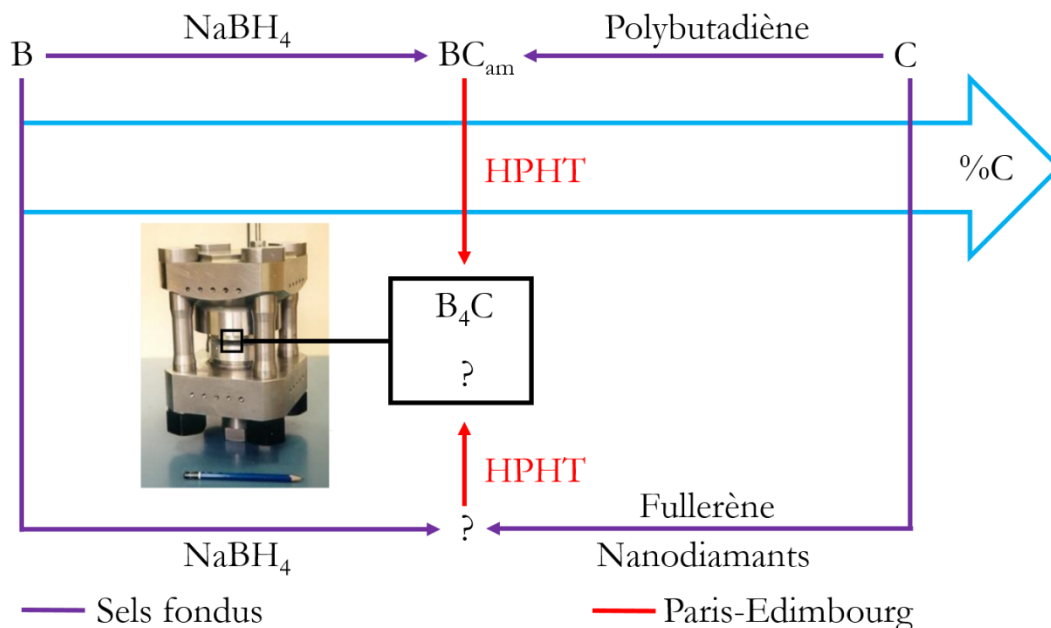 NaBH₄
Polybutadiène
B
BCₐₘ
C
%C
HPHT
B₄C
?
HPHT
Fullerène
?
NaBH₄
Nanodiamants
Sels fondus
Paris-Edimbourg